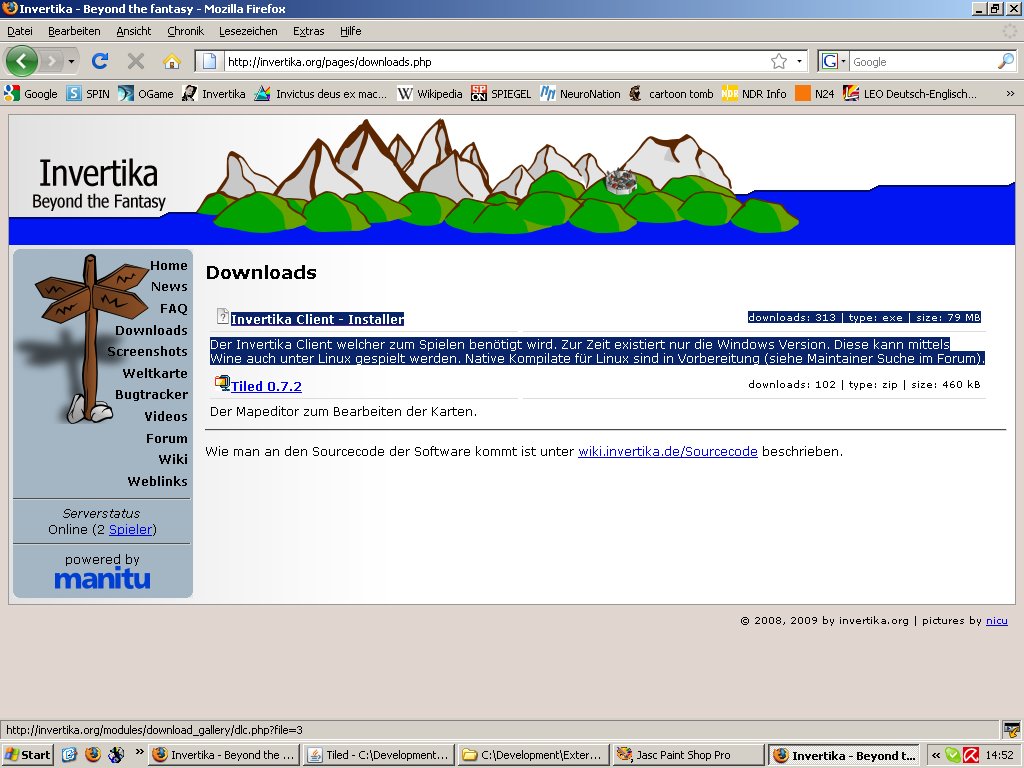 Invertika - Beyond the fantasy - Mozilla Firefox
Datei Bearbeiten Ansicht Chronik Lesezeichen Extras Hilfe
http://invertika.org/pages/downloads.php
G Google
Google SPIN OGame Invertika Invictus deus ex mac... Wikipedia SPIEGEL NeuroNation cartoon tomb NDR Info N24 LEO Deutsch-Englisch... »
Invertika
Beyond the Fantasy
Home
News
FAQ
Downloads
Screenshots
Weltkarte
Bugtracker
Videos
Forum
Wiki
Weblinks
Serverstatus
Online (2 Spieler)
powered by
manitu
Downloads
Invertika Client - Installer downloads: 313 | type: exe | size: 79 MB
Der Invertika Client welcher zum Spielen benötigt wird. Zur Zeit existiert nur die Windows Version. Diese kann mittels
Wine auch unter Linux gespielt werden. Native Kompilate für Linux sind in Vorbereitung (siehe Maintainer Suche im Forum).
Tiled 0.7.2 downloads: 102 | type: zip | size: 460 kB
Der Mapeditor zum Bearbeiten der Karten.
Wie man an den Sourcecode der Software kommt ist unter wiki.invertika.de/Sourcecode beschrieben.
© 2008, 2009 by invertika.org | pictures by nicu
http://invertika.org/modules/download_gallery/dlc.php?file=3
Start » Invertika - Beyond the ... Tiled - C:\Development... C:\Development\Exter... Jasc Paint Shop Pro Invertika - Beyond t... « 14:52